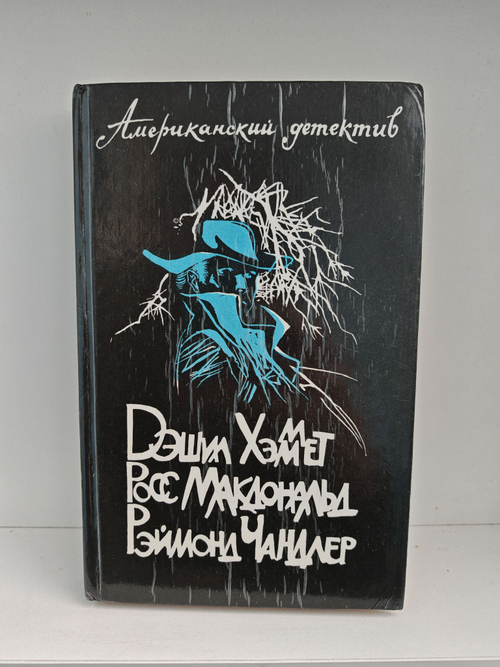 Американский детектив
Дэшил Хэммет
Росс Макдональд
Рэймонд Чандлер